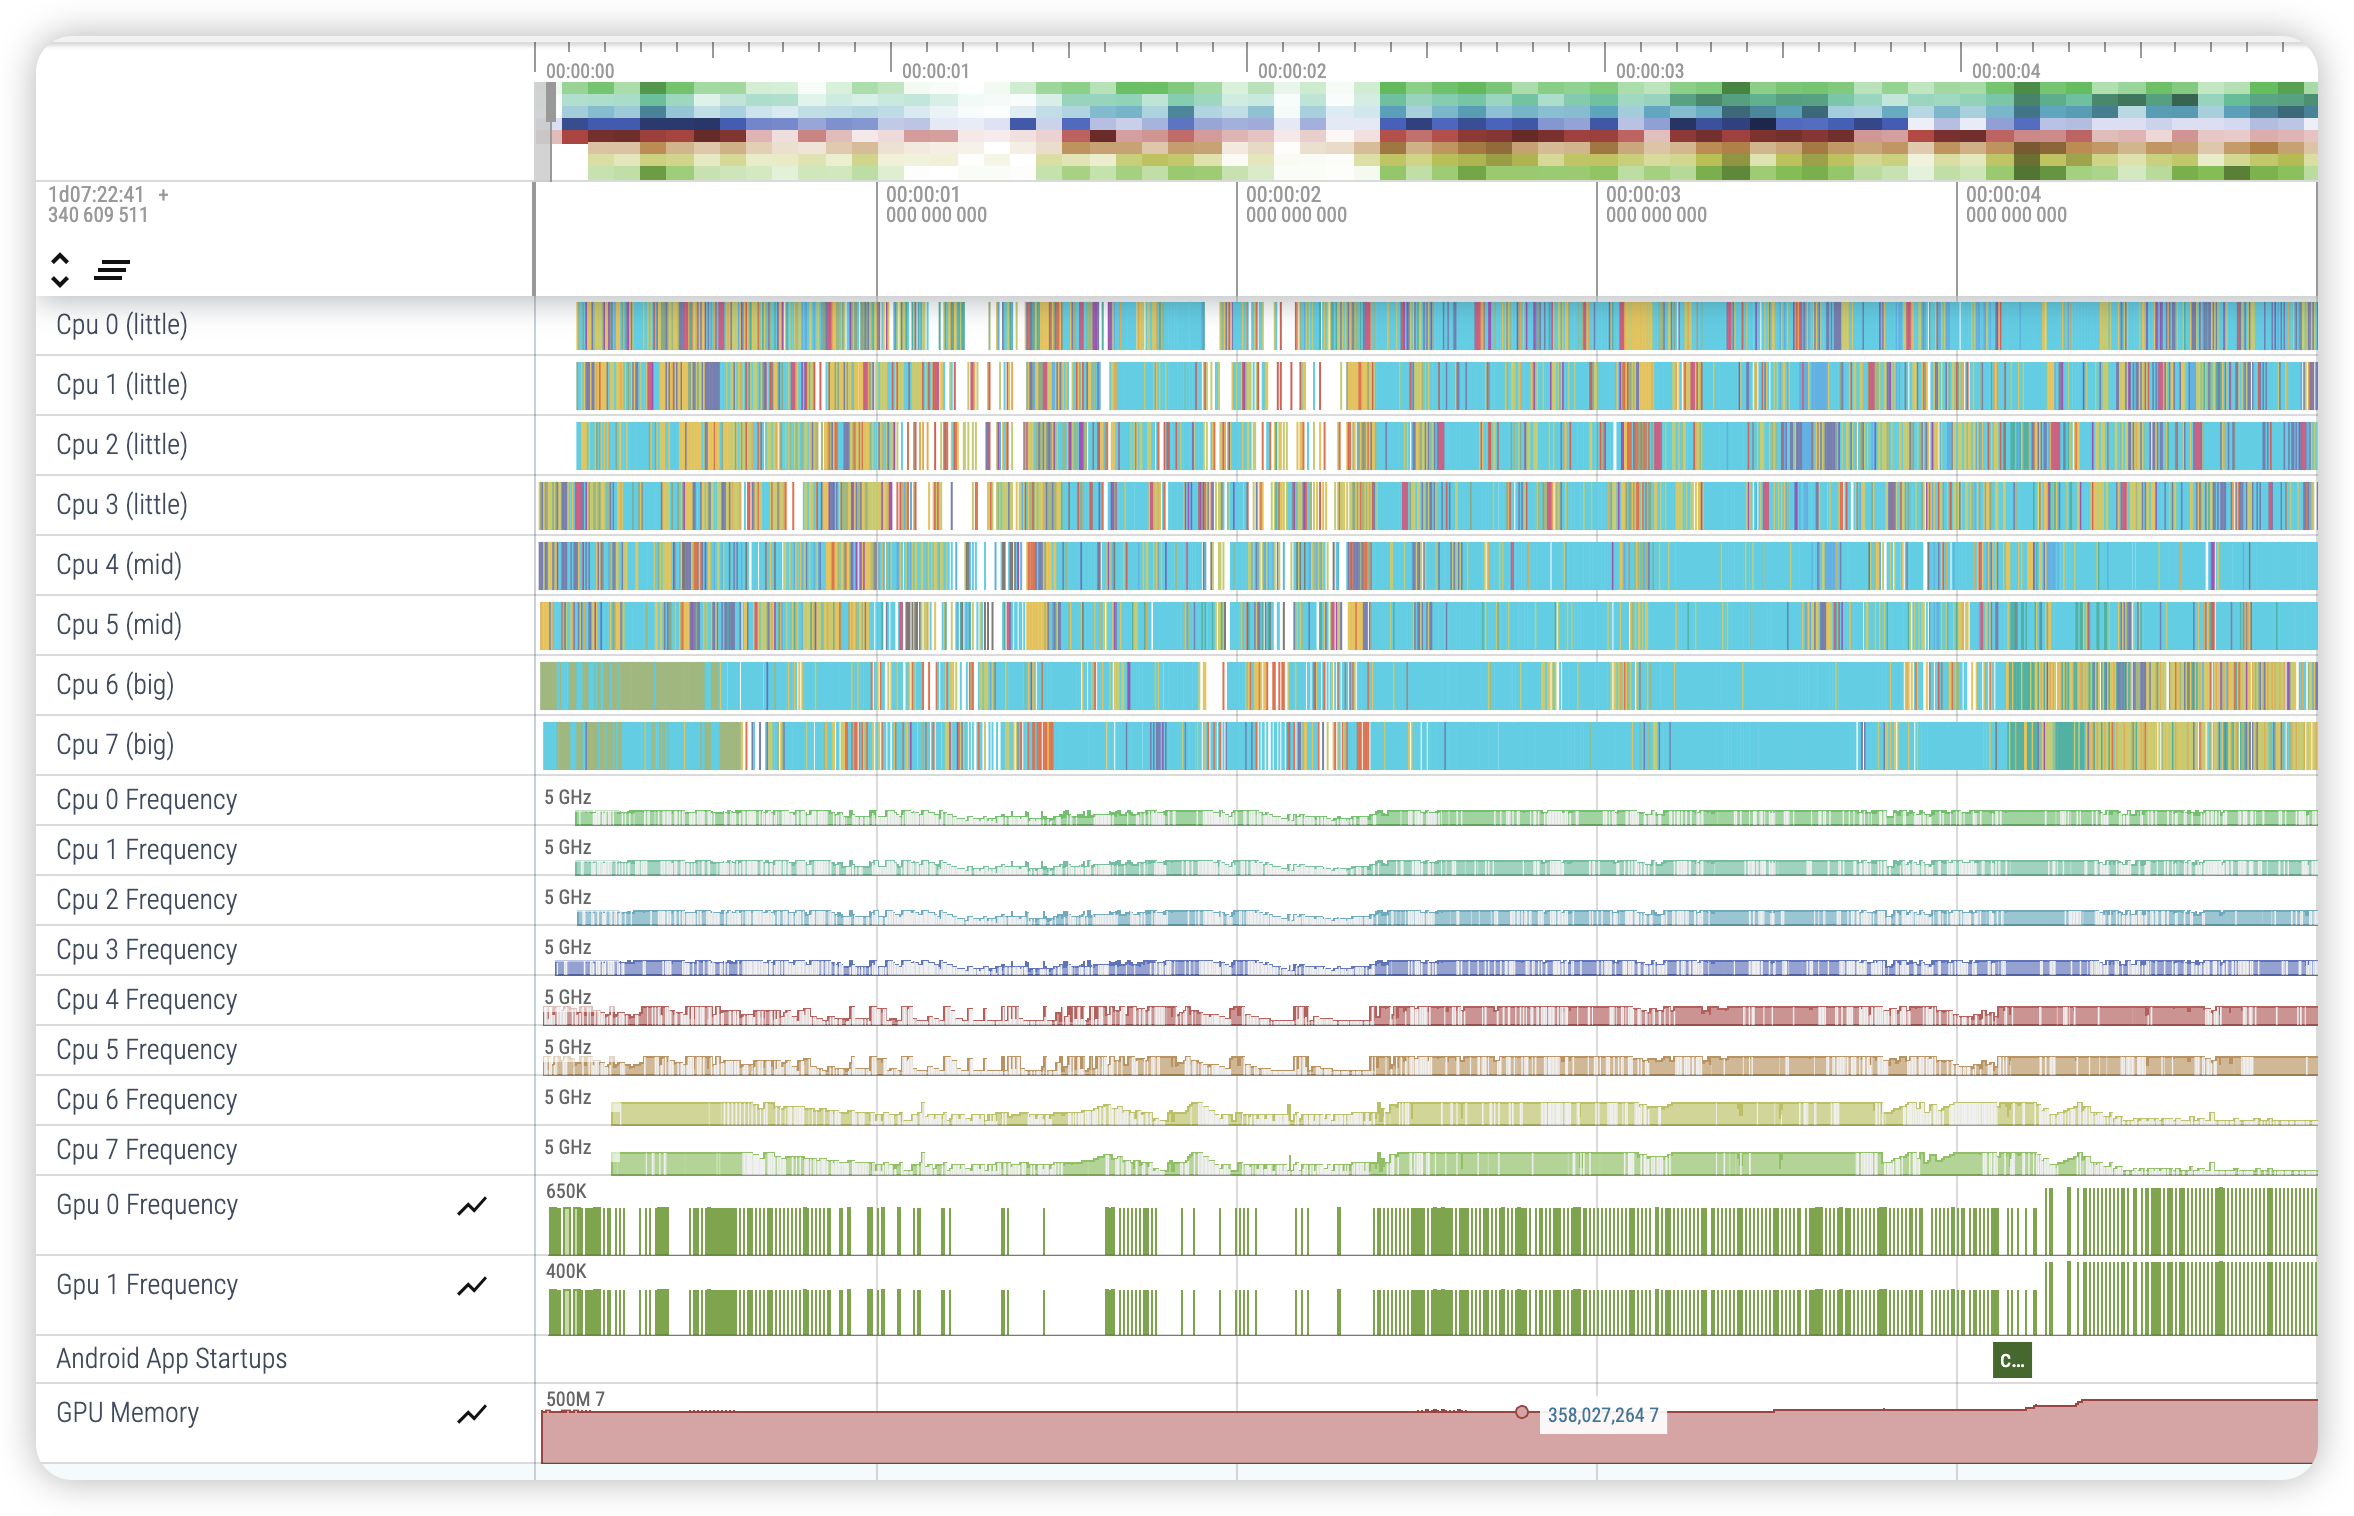 00:00:00 00:00:01 00:00:02 00:00:03 00:00:04
1d07:22:41 + 00:00:01 00:00:02 00:00:03 00:00:04
340 609 511 000 000 000 000 000 000 000 000 000 000 000 000
Cpu 0 (little)
Cpu 1 (little)
Cpu 2 (little)
Cpu 3 (little)
Cpu 4 (mid)
Cpu 5 (mid)
Cpu 6 (big)
Cpu 7 (big)
Cpu 0 Frequency 5 GHz
Cpu 1 Frequency 5 GHz
Cpu 2 Frequency 5 GHz
Cpu 3 Frequency 5 GHz
Cpu 4 Frequency 5 GHz
Cpu 5 Frequency 5 GHz
Cpu 6 Frequency 5 GHz
Cpu 7 Frequency 5 GHz
Gpu 0 Frequency 650K
Gpu 1 Frequency 400K
Android App Startups c...
GPU Memory 500M 7 358,027,264 7